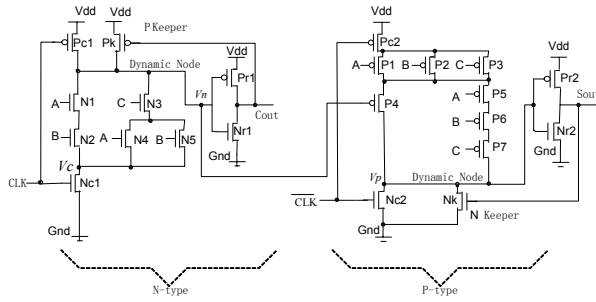 Vdd Vdd P Keeper Vdd Vdd
Pc1 Pk Pc2
Dynamic Node Vdd A P1 B P2 C P3 Vdd
A N1 C N3 Vn Pr1 P4 A P5 Pr2 Sout
Cout
B N2 A N4 B N5 Nr1 B P6 Nr2
Vc Gnd C P7 Gnd
CLK Nc1 Vp Dynamic Node
CLK Nc2 Nk N Keeper
Gnd Gnd
N-type P-type